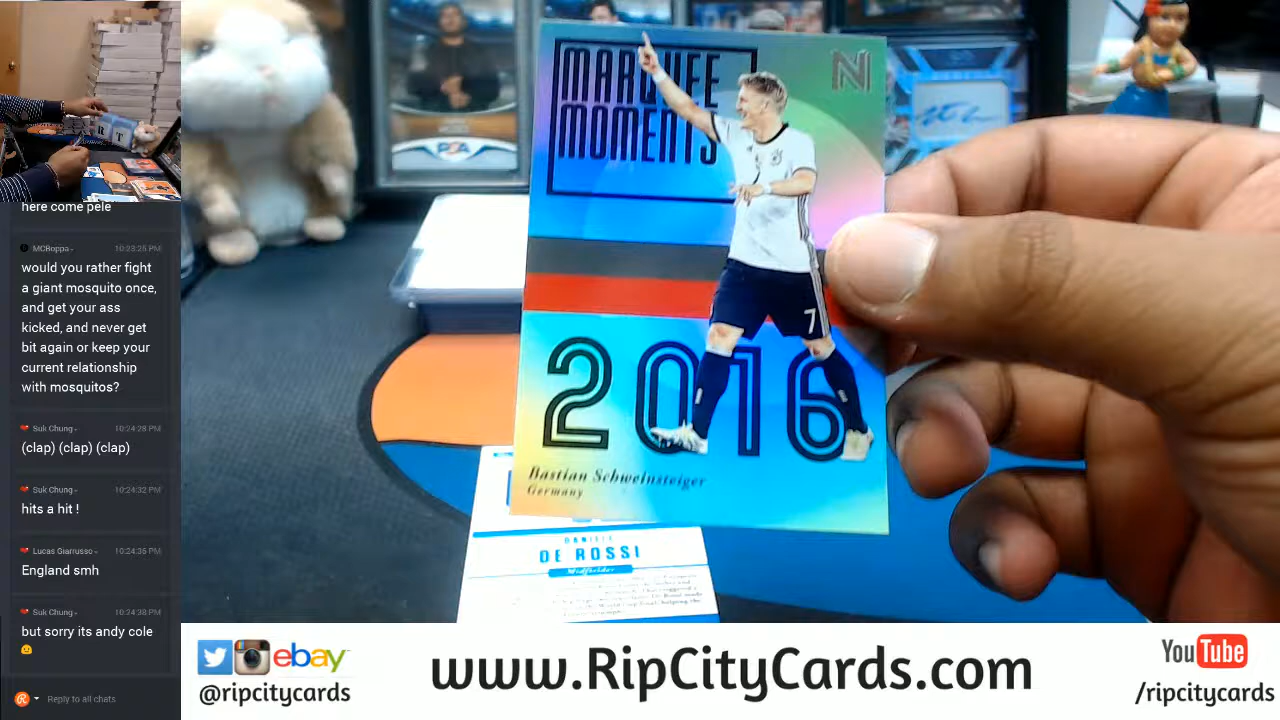 here come pele
MCRoppa
10:23:25 PM
would you rather fight
a giant mosquito once,
and get your ass
kicked, and never get
bit again or keep your
current relationship
with mosquitos?
Suk Chung
10:24:28 PM
(clap) (clap) (clap)
Suk Chung
10:24:32 PM
hits a hit !
Lucas Giarrusso
10:24:35 PM
England smh
Suk Chung
10:24:38 PM
but sorry its andy cole
Reply to all chats
R T
PSA
MARQUEE
MOMENTS
N
7
2016
Bastian Schweinsteiger
Germany
DANIELE
DE ROSSI
Midfielder
ebay
@ripcitycards
www.RipCityCards.com
YouTube
/ripcitycards